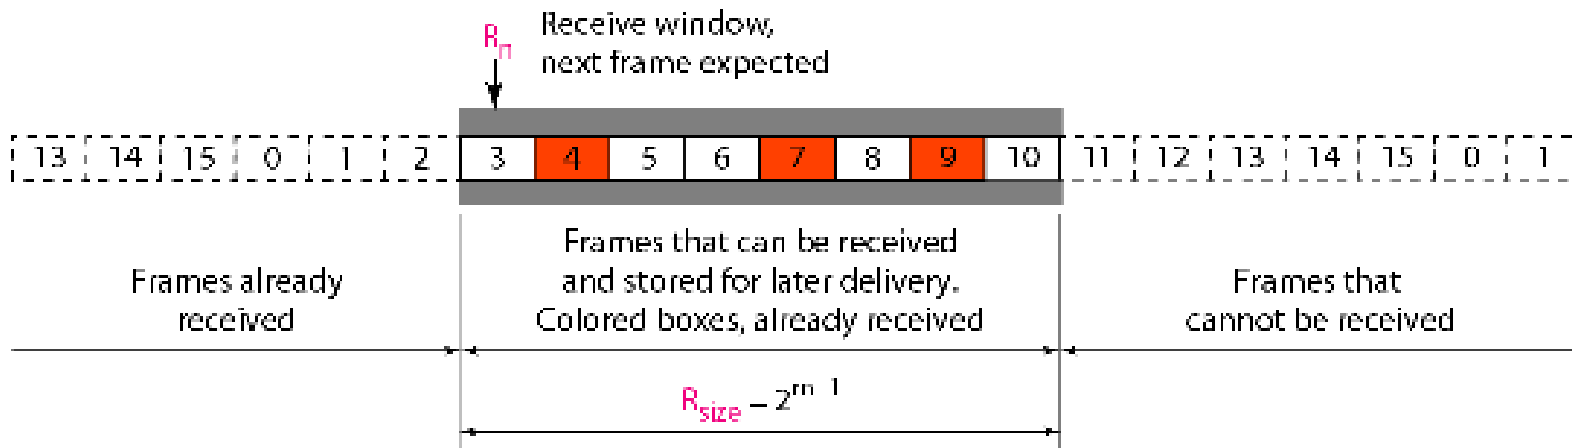 Rn
Receive window,
next frame expected
13 14 15 0 1 2 3 4 5 6 7 8 9 10 11 12 13 14 15 0 1
Frames already
received
Frames that can be received
and stored for later delivery.
Colored boxes, already received
Frames that
cannot be received
Rsize = 2^m-1